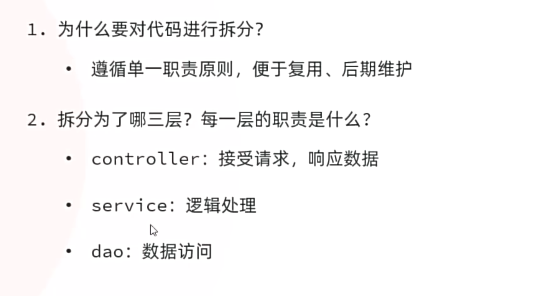 1. 为什么要对代码进行拆分?
• 遵循单一职责原则，便于复用、后期维护
2. 拆分为了哪三层? 每一层的职责是什么?
• controller: 接受请求，响应数据
• service: 逻辑处理
• dao: 数据访问